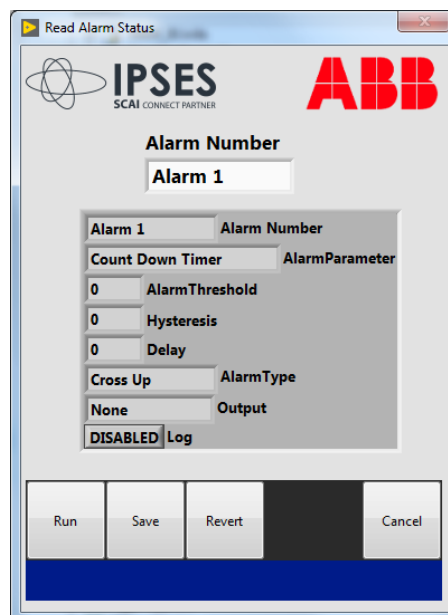 Read Alarm Status
IPSES
SCAI CONNECT PARTNER
ABB
Alarm Number
Alarm 1
Alarm 1 Alarm Number
Count Down Timer AlarmParameter
0 AlarmThreshold
0 Hysteresis
0 Delay
Cross Up AlarmType
None Output
DISABLED Log
Run Save Revert Cancel